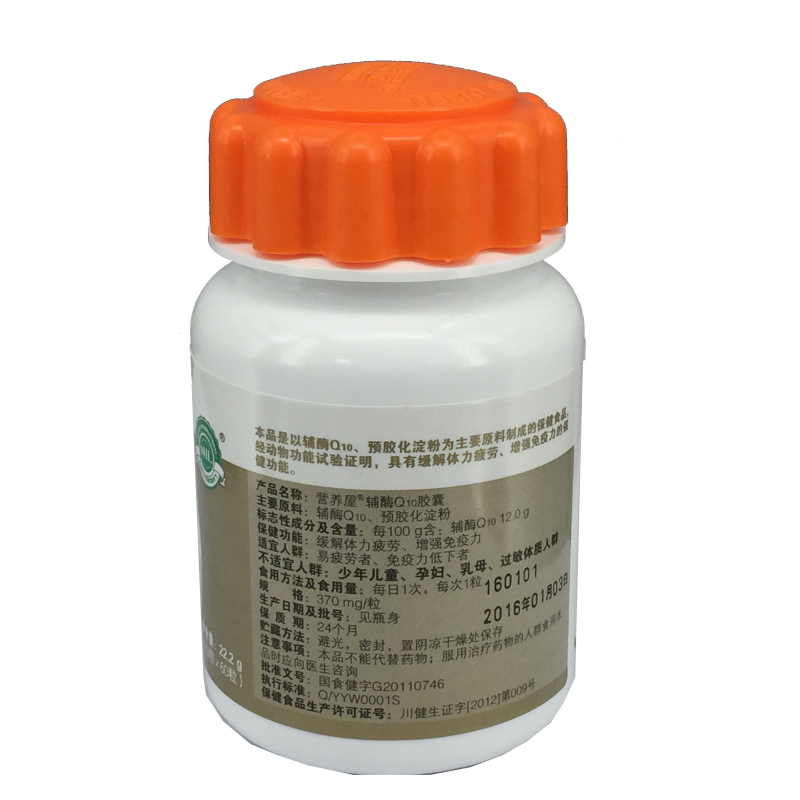 本品是以辅酶Q10、预胶化淀粉为主要原料制成的保健食品，
经动物功能试验证明，具有缓解体力疲劳、增强免疫力的保
健功能。
产品名称：营养屋®辅酶Q10胶囊
主要原料：辅酶Q10、预胶化淀粉
标志性成分及含量：每100 g含：辅酶Q10 12.0 g
保健功能：缓解体力疲劳、增强免疫力
适宜人群：易疲劳者、免疫力低下者
不适宜人群：少年儿童、孕妇、乳母、过敏体质人群
食用方法及食用量：每日1次，每次1粒
160101
规 格：370 mg/粒
2016年01月03日
生产日期及批号：见瓶身
保 质 期：24个月
贮藏方法：避光，密封，置阴凉干燥处保存
注意事项：本品不能代替药物；服用治疗药物的人群食用本
品时应向医生咨询
批准文号：国食健字G20110746
执行标准：Q/YYW0001S
保健食品生产许可证号：川健生证字[2012]第009号
®
22.2 g
×60粒）